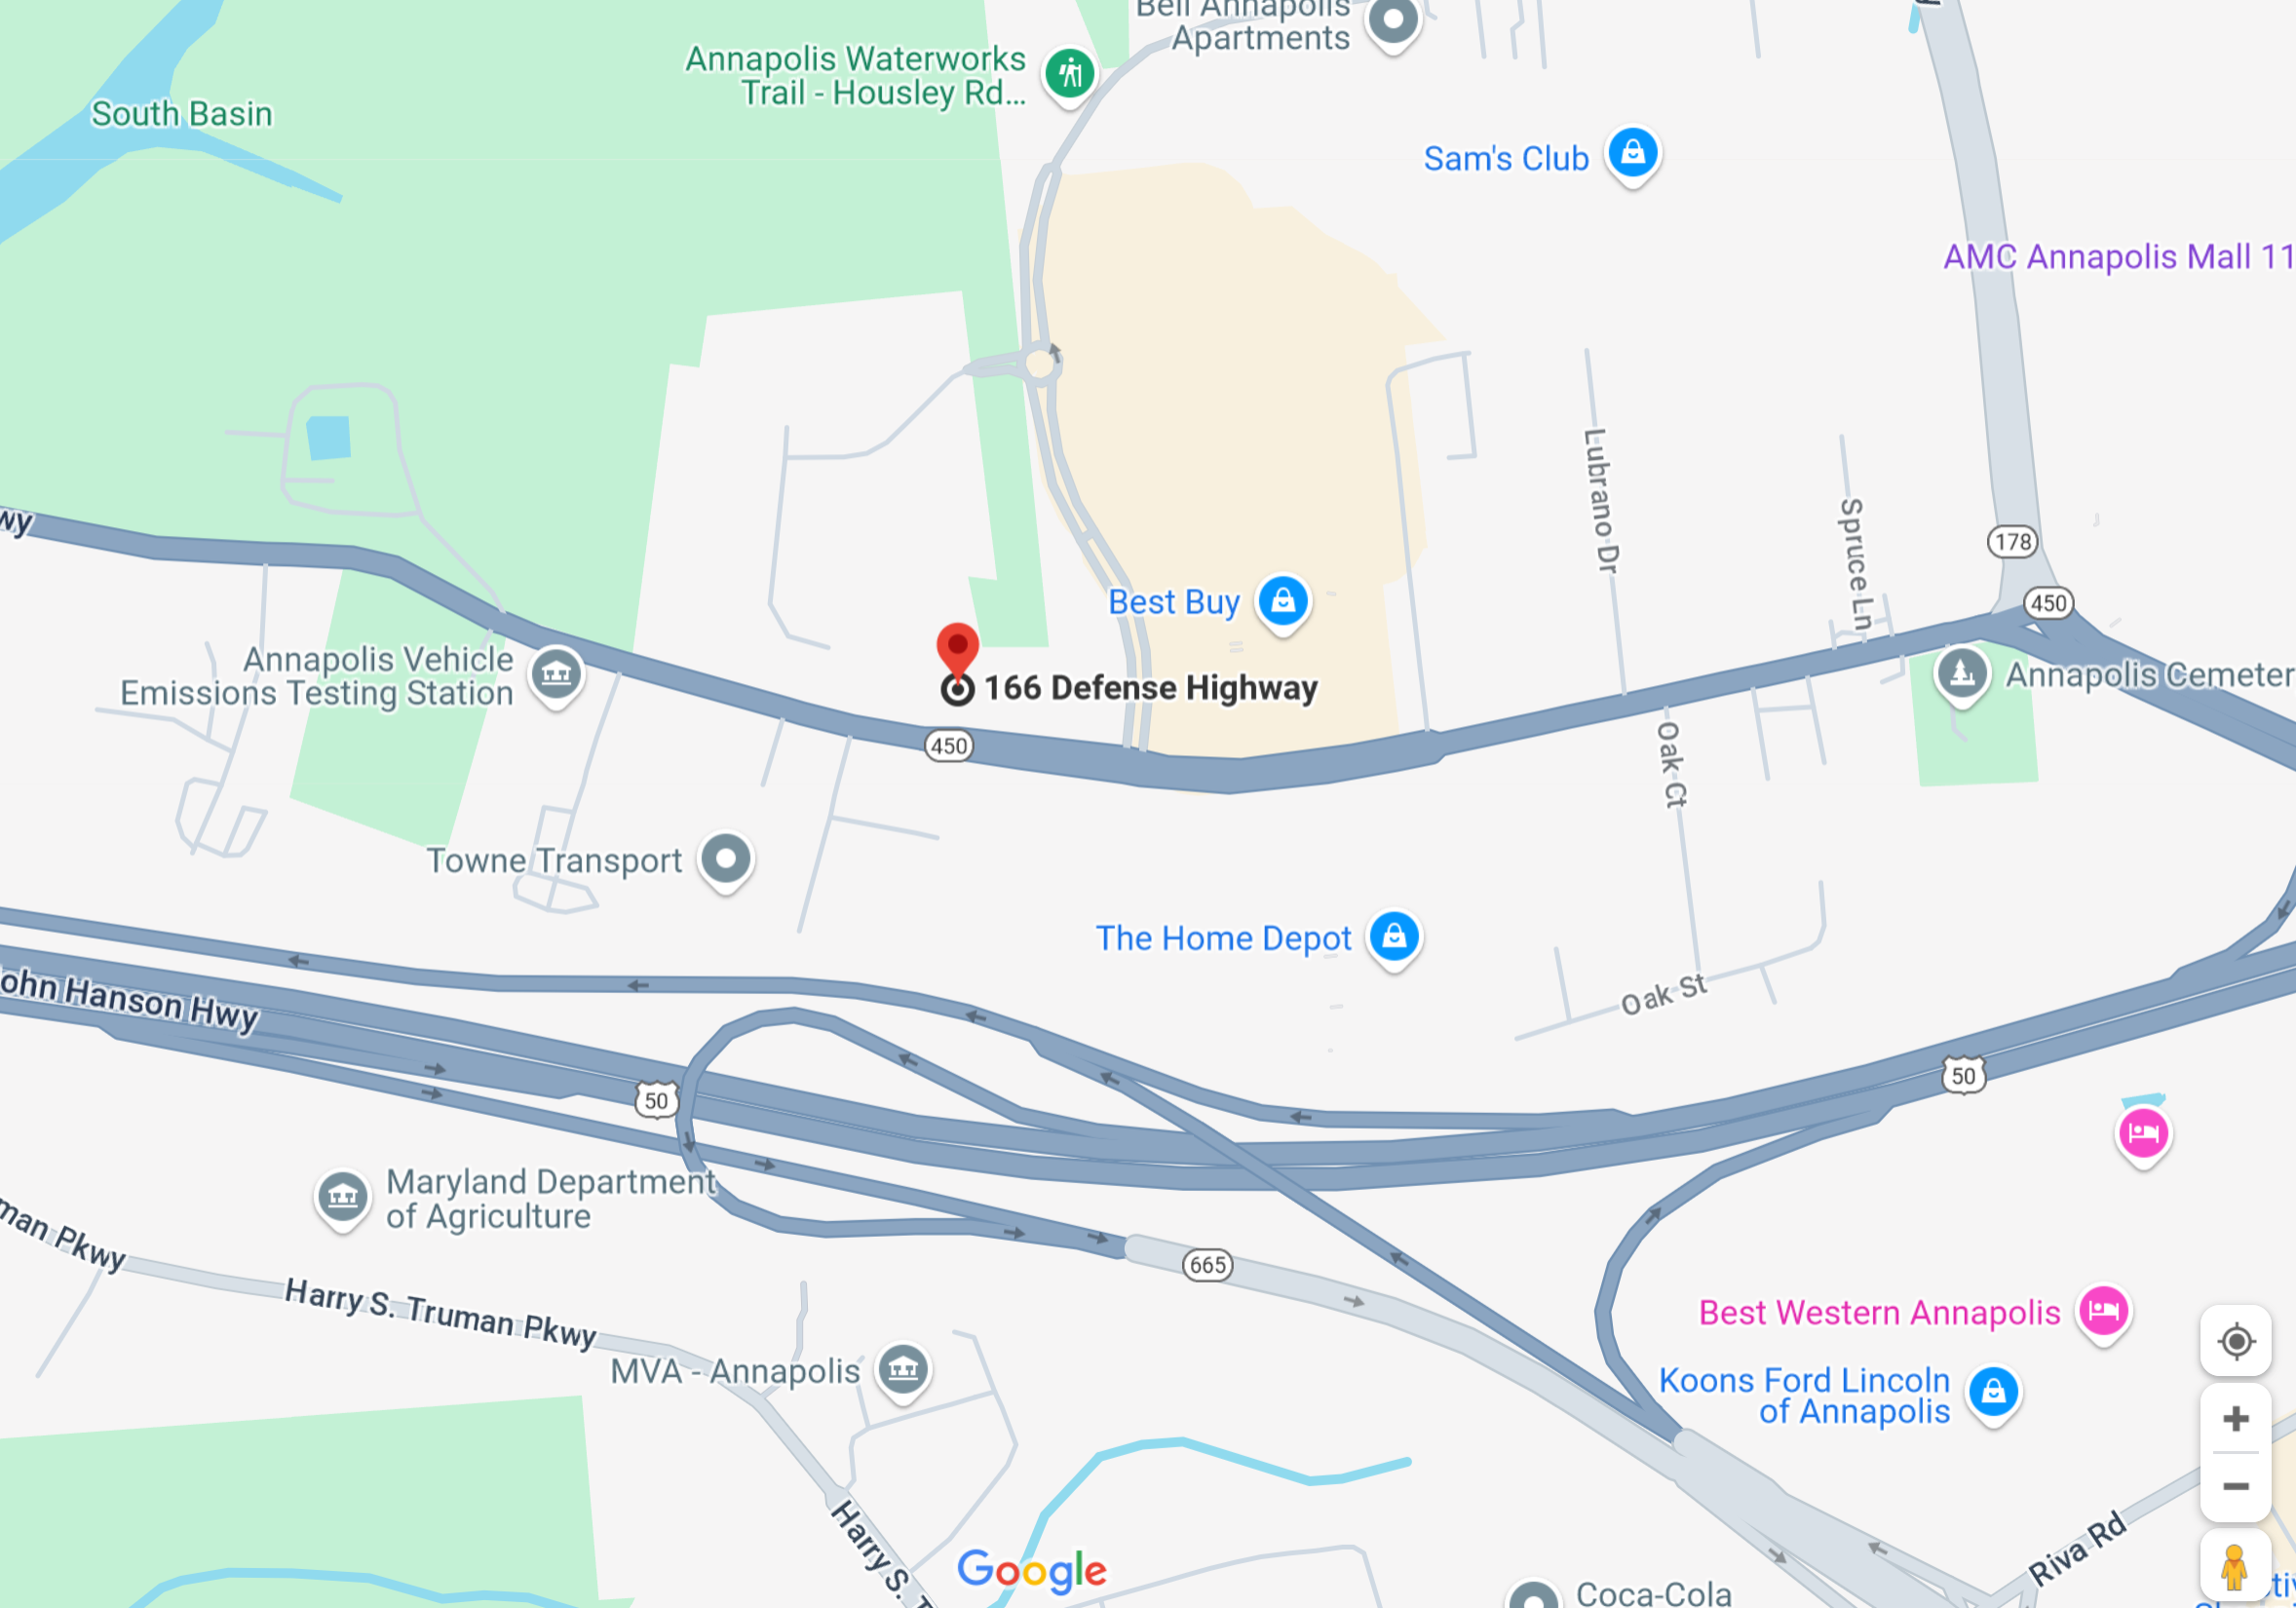 Bell Annapolis
Apartments
Annapolis Waterworks
Trail - Housley Rd...
South Basin
Sam's Club
AMC Annapolis Mall 11
Lubrano Dr
Spruce Ln
178
450
wy
Best Buy
Annapolis Vehicle
Emissions Testing Station
166 Defense Highway
Annapolis Cemeter
450
Oak Ct
Towne Transport
The Home Depot
Oak St
ohn Hanson Hwy
50
50
Maryland Department
of Agriculture
man Pkwy
665
Harry S. Truman Pkwy
Best Western Annapolis
MVA - Annapolis
Koons Ford Lincoln
of Annapolis
Harry S. T
Riva Rd
Google
Coca-Cola